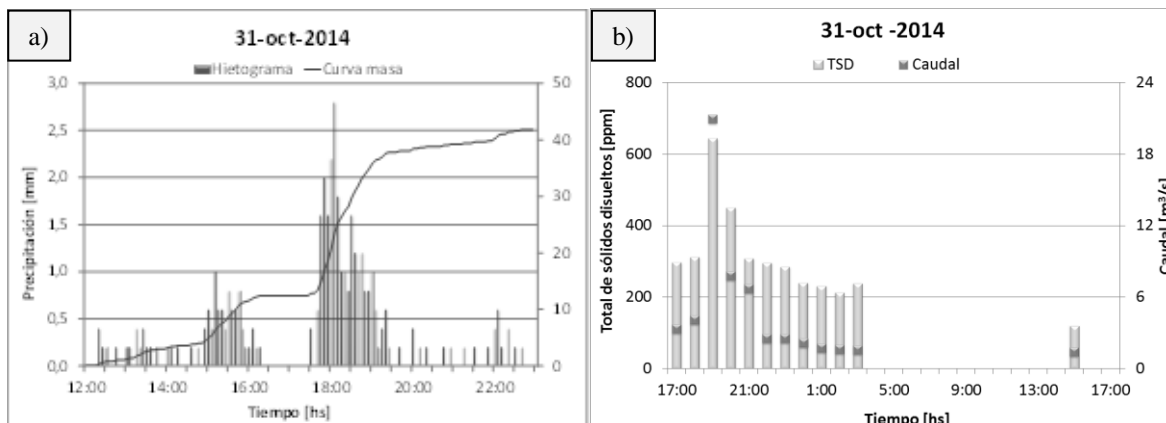 a)
31-oct-2014
Hietograma Curva masa
3,0
2,5
2,0
1,5
1,0
0,5
0,0
Precipitación [mm]
50
40
30
20
10
0
12:00 14:00 16:00 18:00 20:00 22:00
Tiempo [hs]
b)
31-oct -2014
TSD Caudal
800
600
400
200
0
Total de sólidos disueltos [ppm]
24
18
12
6
0
Caudal [m³/s]
17:00 21:00 1:00 5:00 9:00 13:00 17:00
Tiempo [hs]